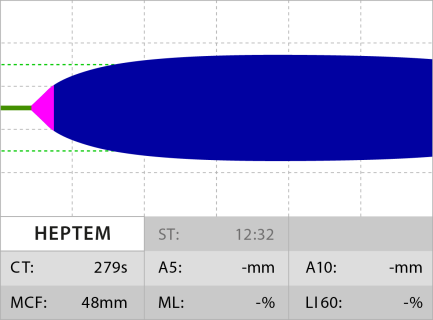 HEPTEM ST: 12:32
CT: 279s A5: -mm A10: -mm
MCF: 48mm ML: -% LI60: -%